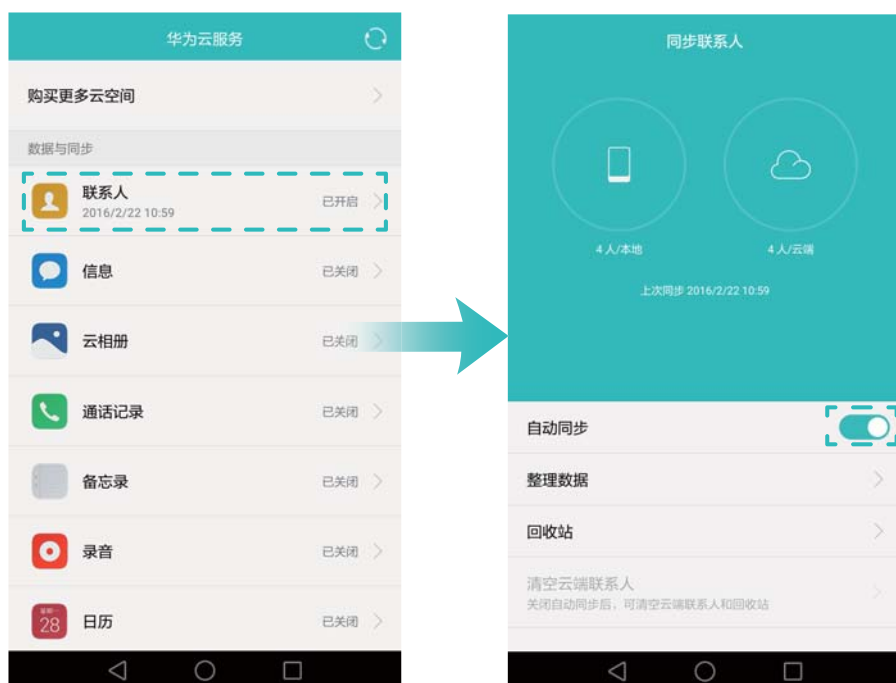 华为云服务
购买更多云空间
数据与同步
联系人
2016/2/22 10:59
已开启
信息
已关闭
云相册
已关闭
通话记录
已关闭
备忘录
已关闭
录音
已关闭
星期一
28
日历
已关闭
同步联系人
4 人/本地
4 人/云端
上次同步 2016/2/22 10:59
自动同步
整理数据
回收站
清空云端联系人
关闭自动同步后，可清空云端联系人和回收站